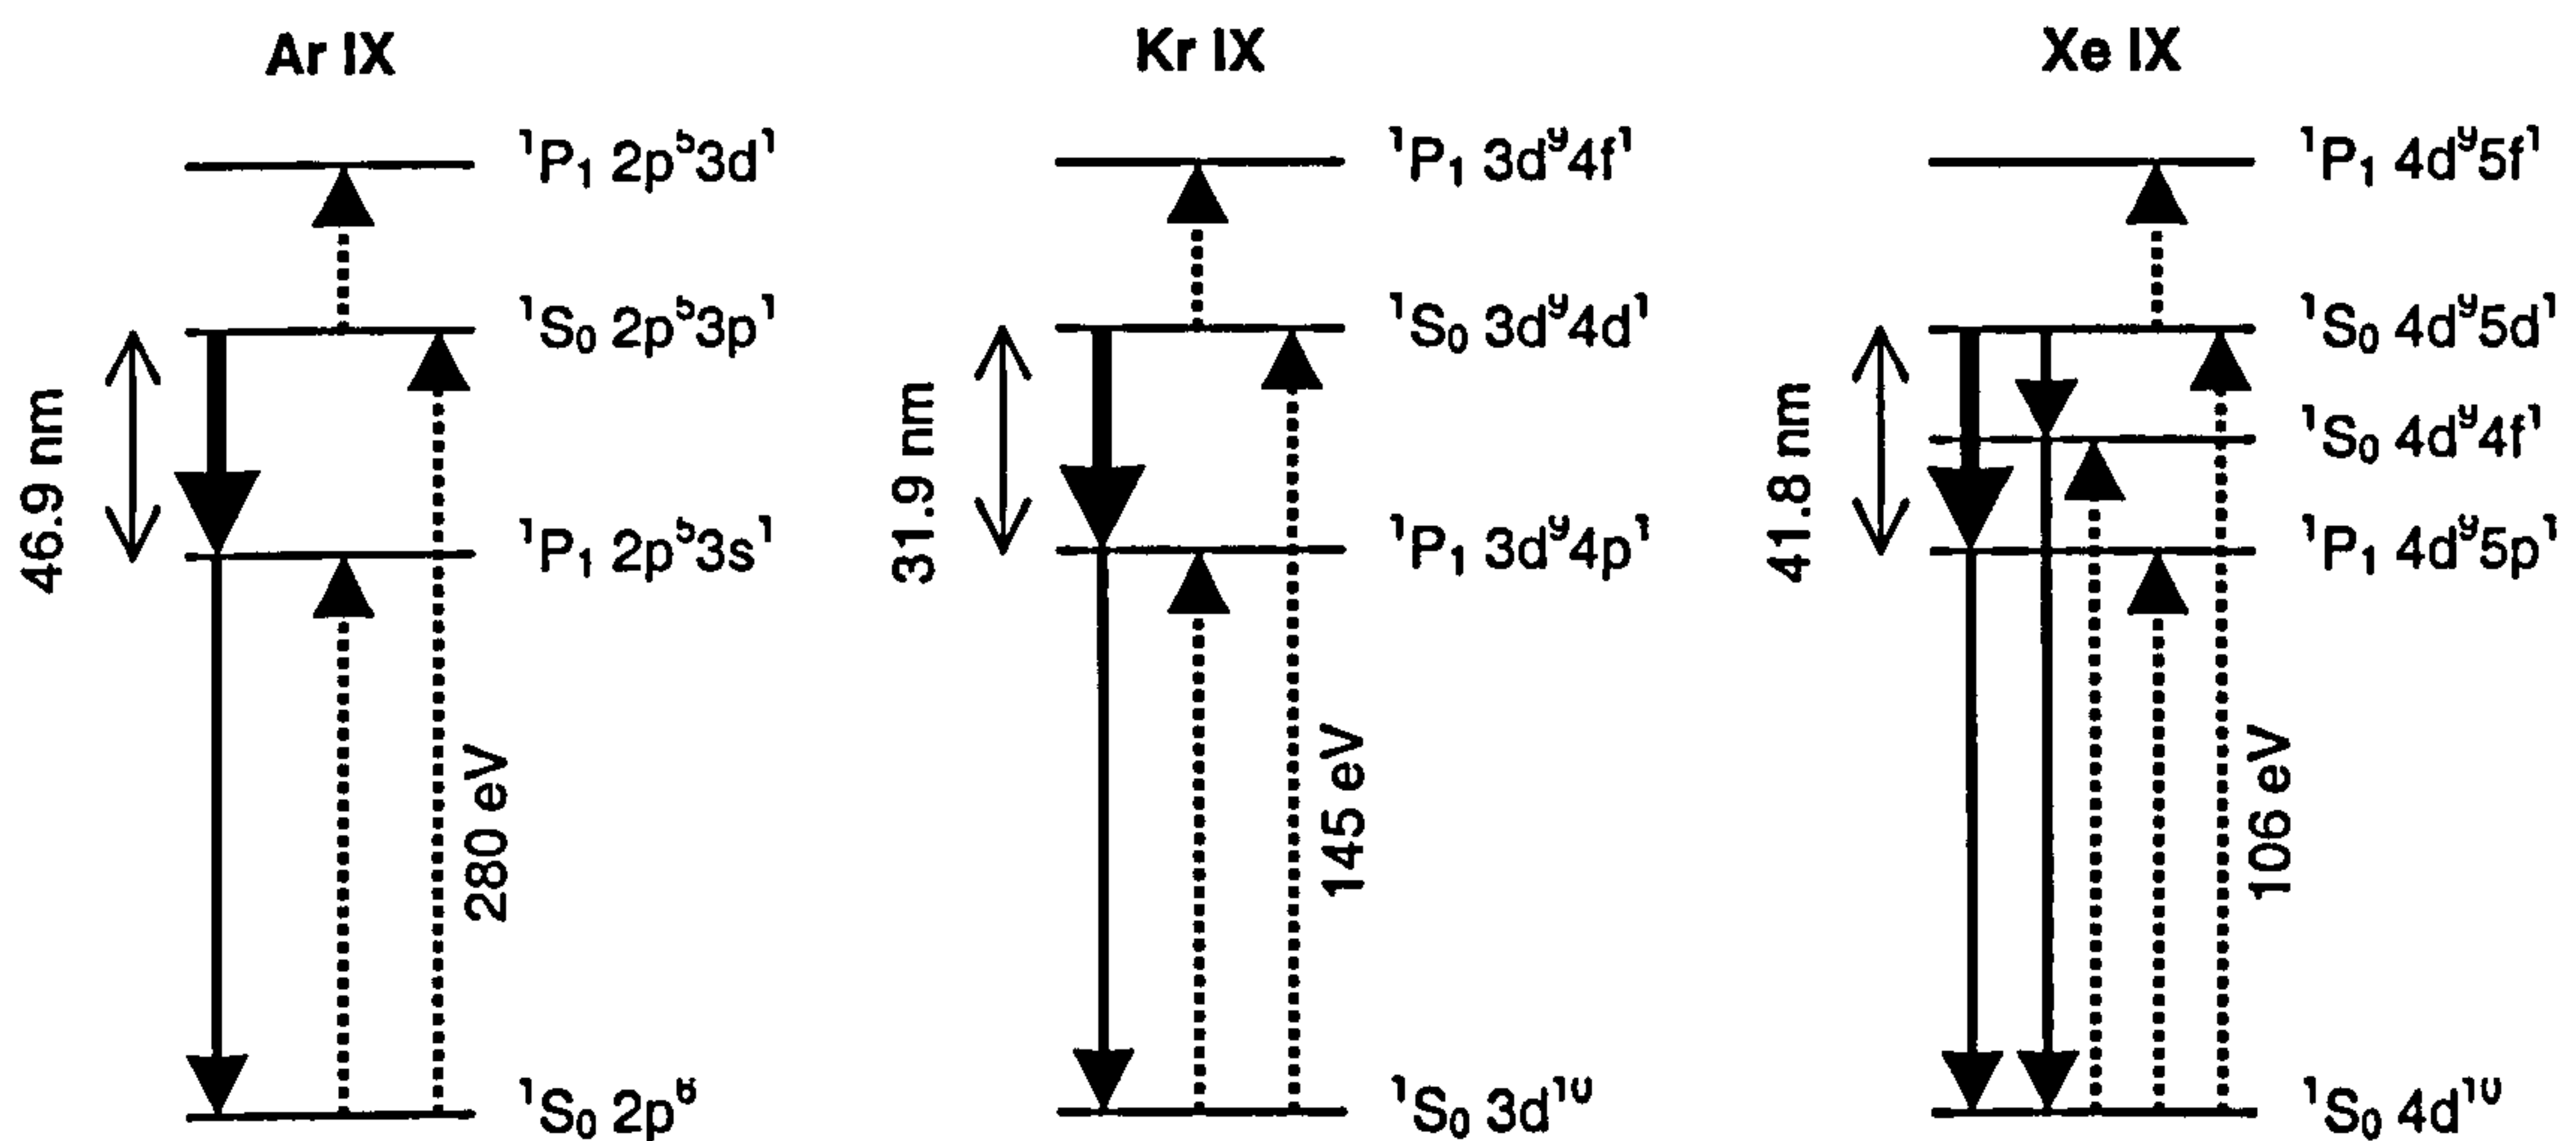 Ar IX
¹P₁ 2p⁵3d¹
¹S₀ 2p⁵3p¹
46.9 nm
¹P₁ 2p⁵3s¹
280 eV
¹S₀ 2p⁶
Kr IX
¹P₁ 3d⁹4f¹
¹S₀ 3d⁹4d¹
31.9 nm
¹P₁ 3d⁹4p¹
145 eV
¹S₀ 3d¹⁰
Xe IX
¹P₁ 4d⁹5f¹
¹S₀ 4d⁹5d¹
¹S₀ 4d⁹4f¹
41.8 nm
¹P₁ 4d⁹5p¹
106 eV
¹S₀ 4d¹⁰